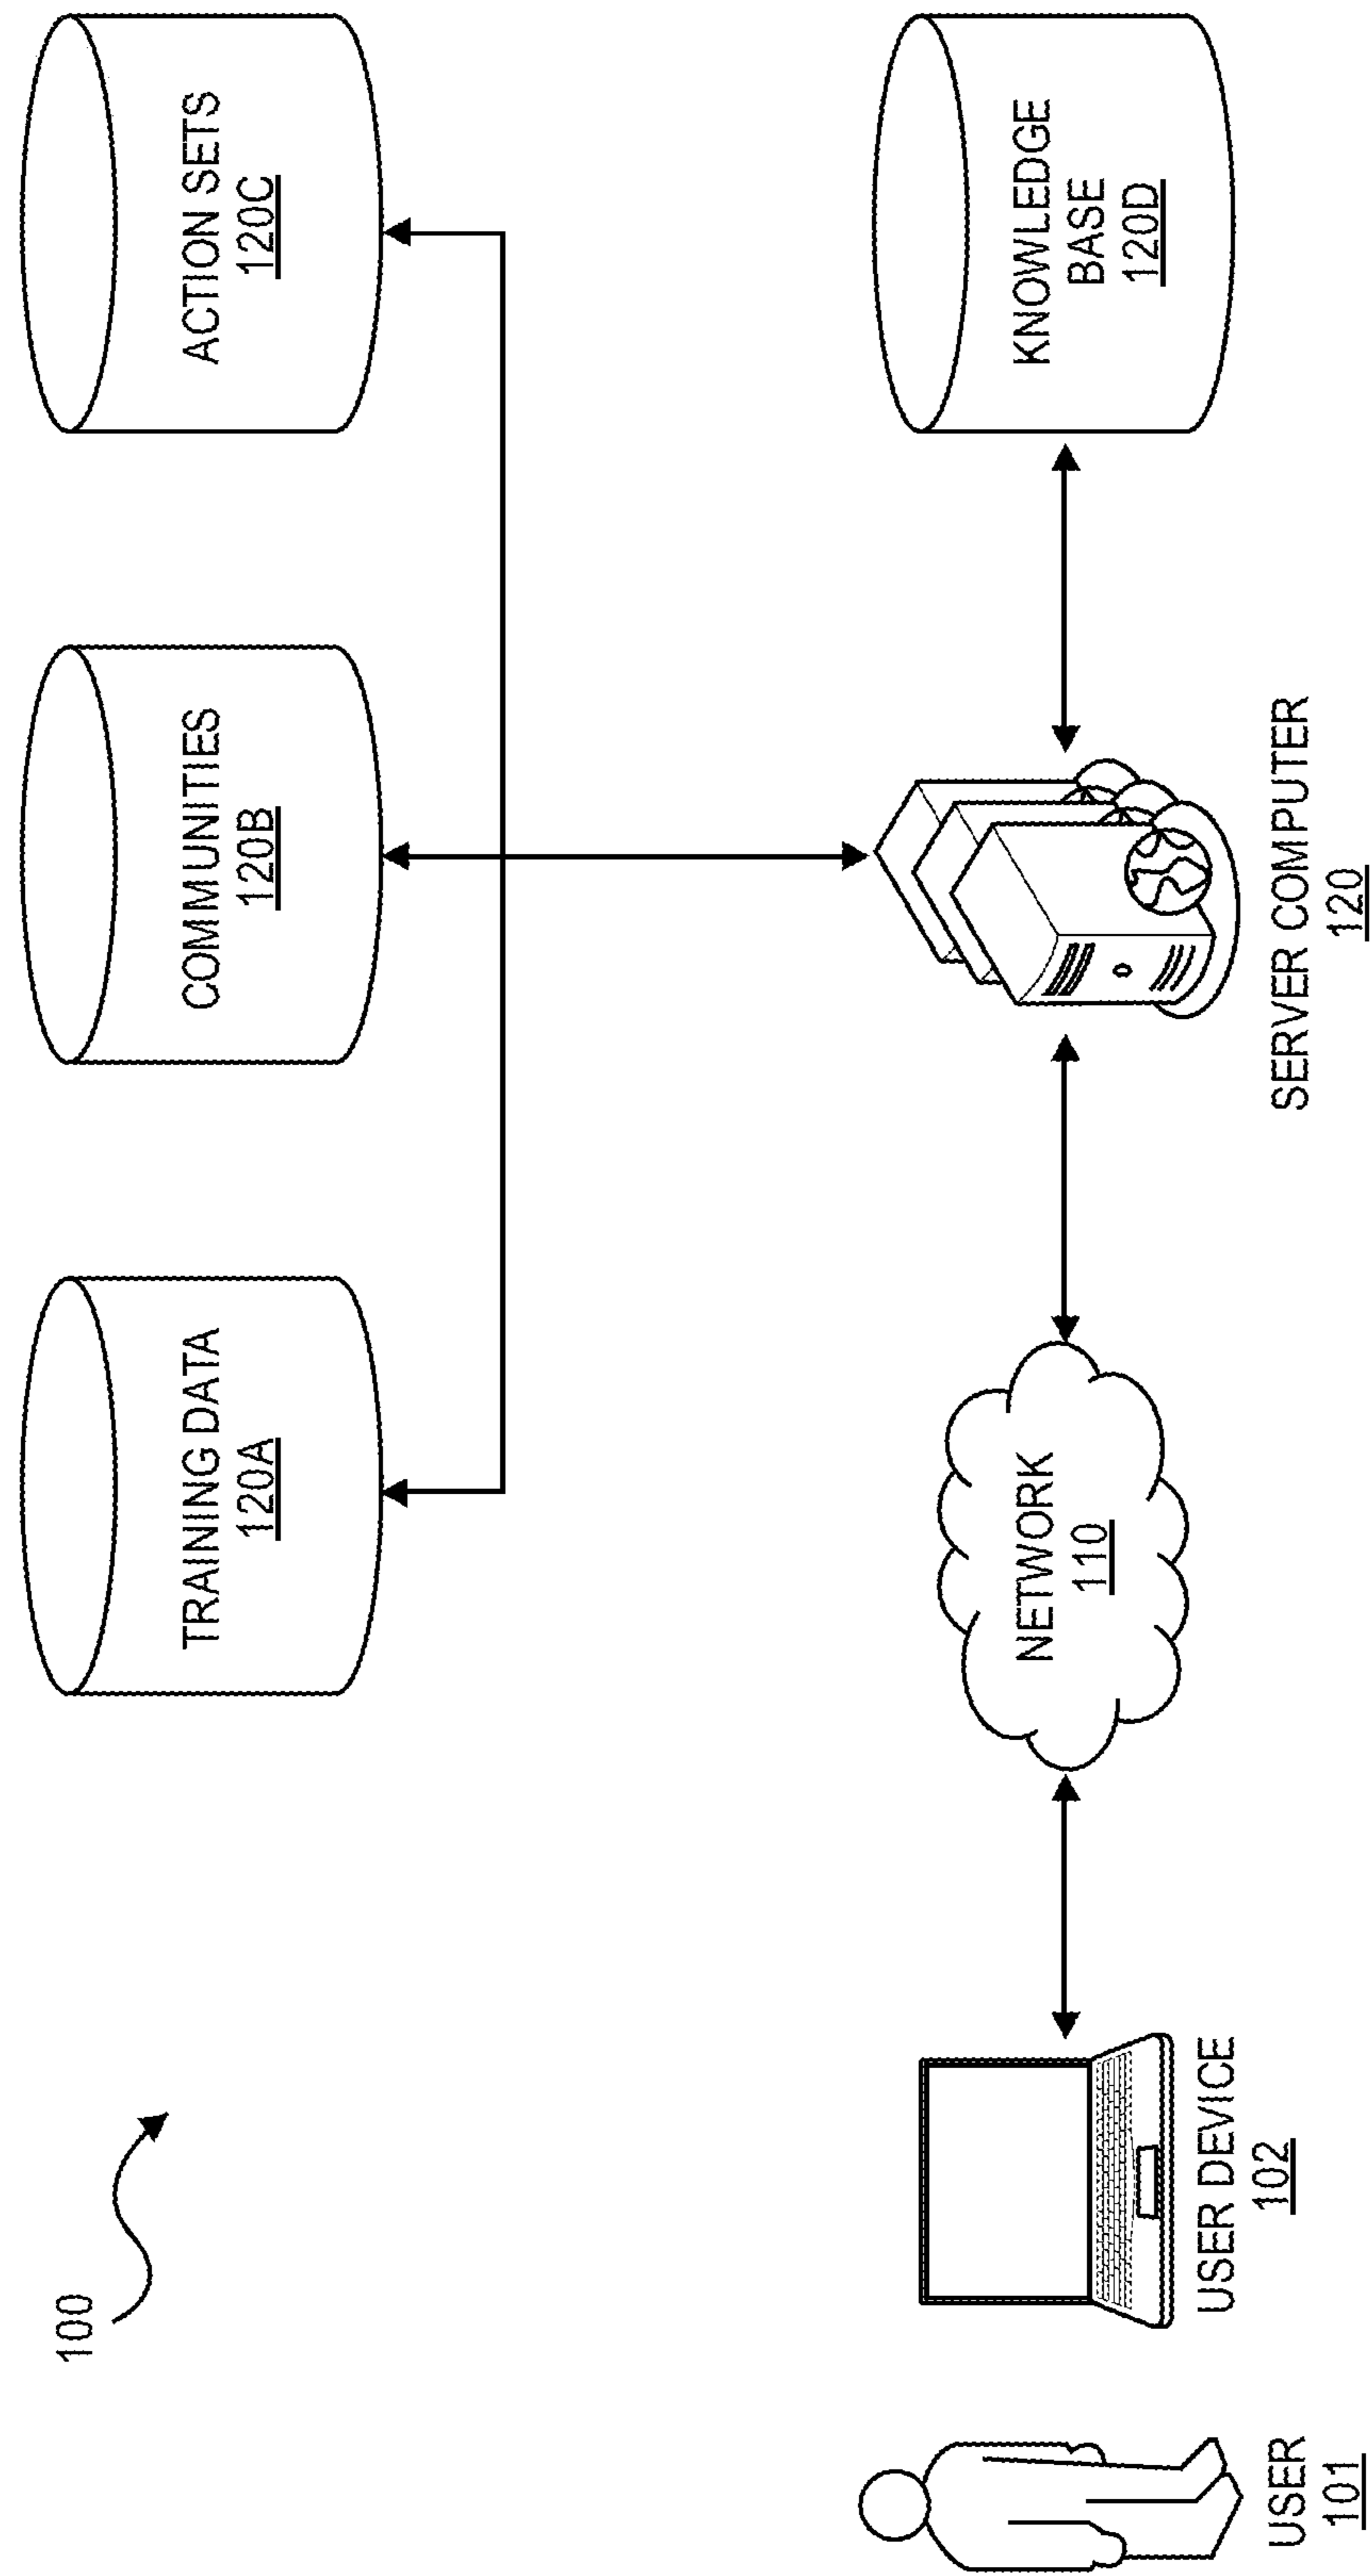 100
TRAINING DATA
120A
COMMUNITIES
120B
ACTION SETS
120C
USER
101
USER DEVICE
102
NETWORK
110
SERVER COMPUTER
120
KNOWLEDGE
BASE
120D